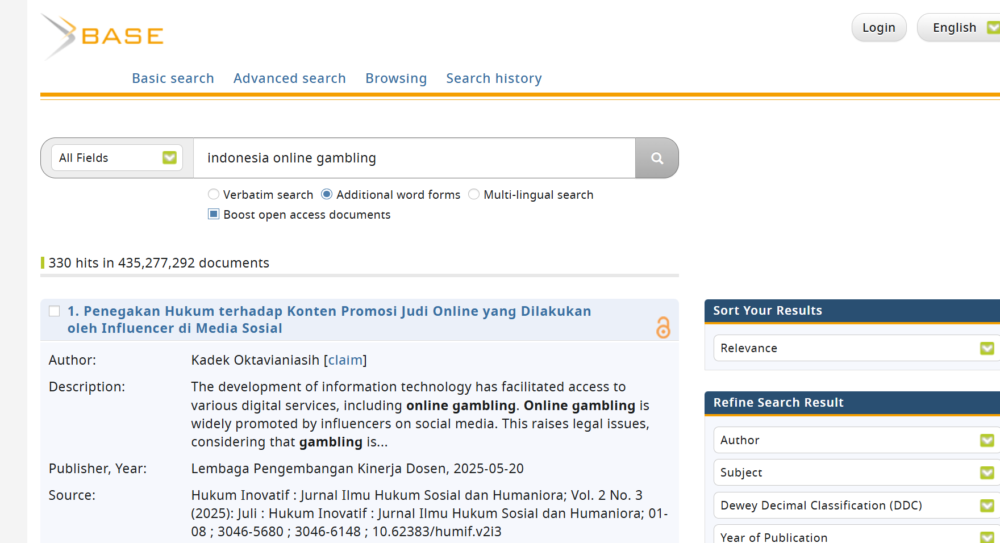 BASE
Login
English
Basic search
Advanced search
Browsing
Search history
All Fields
indonesia online gambling
Verbatim search
Additional word forms
Multi-lingual search
Boost open access documents
330 hits in 435,277,292 documents
1. Penegakan Hukum terhadap Konten Promosi Judi Online yang Dilakukan
oleh Influencer di Media Sosial
Author:
Kadek Oktavianiasih [claim]
Description:
The development of information technology has facilitated access to
various digital services, including online gambling. Online gambling is
widely promoted by influencers on social media. This raises legal issues,
considering that gambling is...
Publisher, Year:
Lembaga Pengembangan Kinerja Dosen, 2025-05-20
Source:
Hukum Inovatif : Jurnal Ilmu Hukum Sosial dan Humaniora; Vol. 2 No. 3
(2025): Juli : Hukum Inovatif : Jurnal Ilmu Hukum Sosial dan Humaniora; 01-
08 ; 3046-5680 ; 3046-6148 ; 10.62383/humif.v2i3
Sort Your Results
Relevance
Refine Search Result
Author
Subject
Dewey Decimal Classification (DDC)
Year of Publication